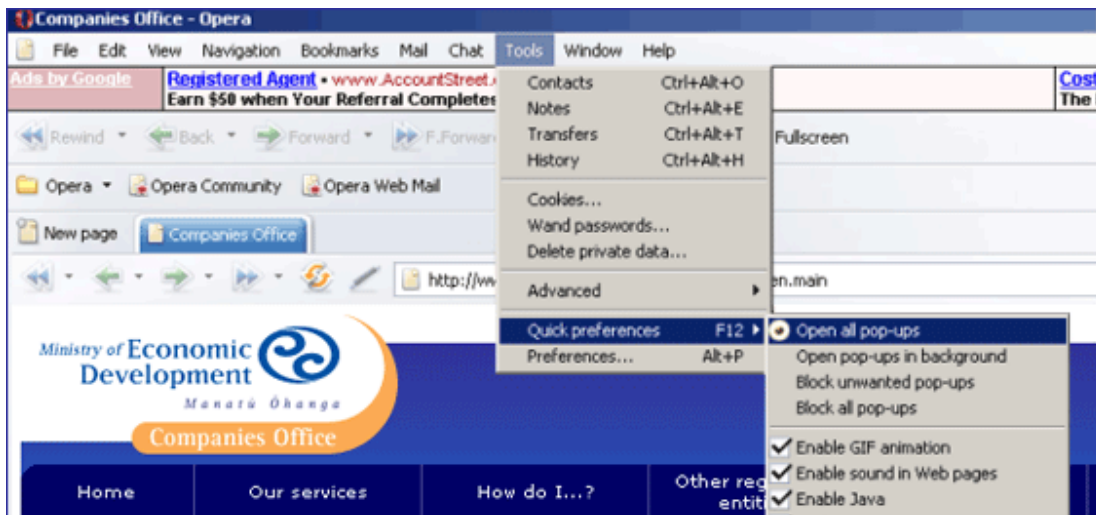 Companies Office - Opera
File Edit View Navigation Bookmarks Mail Chat Tools Window Help
Ads by Google
Registered Agent • www.AccountStreet.
Earn $50 when Your Referral Completes
Cost
The
Rewind Back Forward F.Forwar Fullscreen
Opera Opera Community Opera Web Mail
New page Companies Office
http://ww en.main
Contacts Ctrl+Alt+O
Notes Ctrl+Alt+E
Transfers Ctrl+Alt+T
History Ctrl+Alt+H
Cookies...
Wand passwords...
Delete private data...
Advanced
Quick preferences F12
Preferences... Alt+P
Open all pop-ups
Open pop-ups in background
Block unwanted pop-ups
Block all pop-ups
Enable GIF animation
Enable sound in Web pages
Enable Java
Ministry of Economic
Development
Manatū Ōhanga
Companies Office
Home Our services How do I...? Other reg
entiti